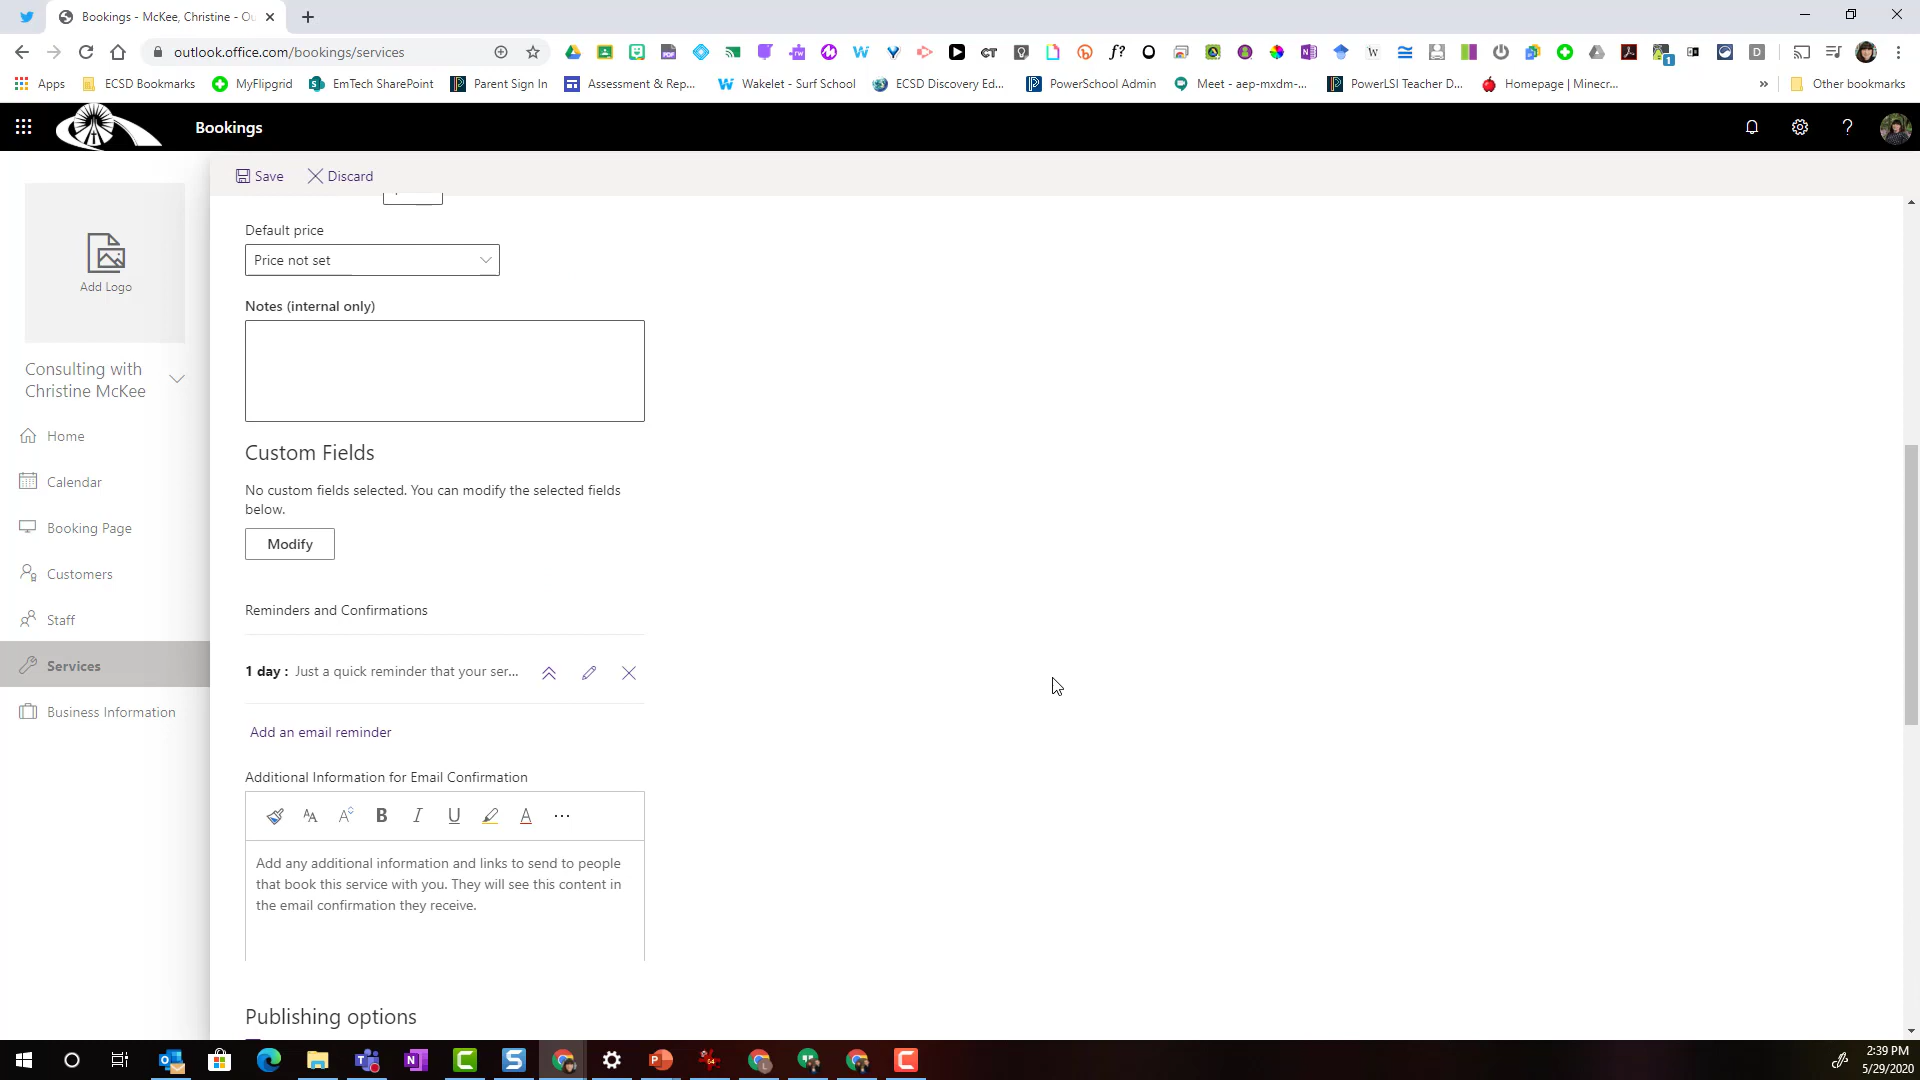 Bookings - McKee, Christine - Ou
outlook.office.com/bookings/services
Apps
ECSD Bookmarks
MyFlipgrid
EmTech SharePoint
Parent Sign In
Assessment & Rep...
Wakelet - Surf School
ECSD Discovery Ed...
PowerSchool Admin
Meet - aep-mxdm-...
PowerLSI Teacher D...
Homepage | Minecr...
»
Other bookmarks
Bookings
Save
Discard
Add Logo
Consulting with
Christine McKee
Home
Calendar
Booking Page
Customers
Staff
Services
Business Information
Default price
Price not set
Notes (internal only)
Custom Fields
No custom fields selected. You can modify the selected fields
below.
Modify
Reminders and Confirmations
1 day : Just a quick reminder that your ser...
Add an email reminder
Additional Information for Email Confirmation
Add any additional information and links to send to people
that book this service with you. They will see this content in
the email confirmation they receive.
Publishing options
2:39 PM
5/29/2020